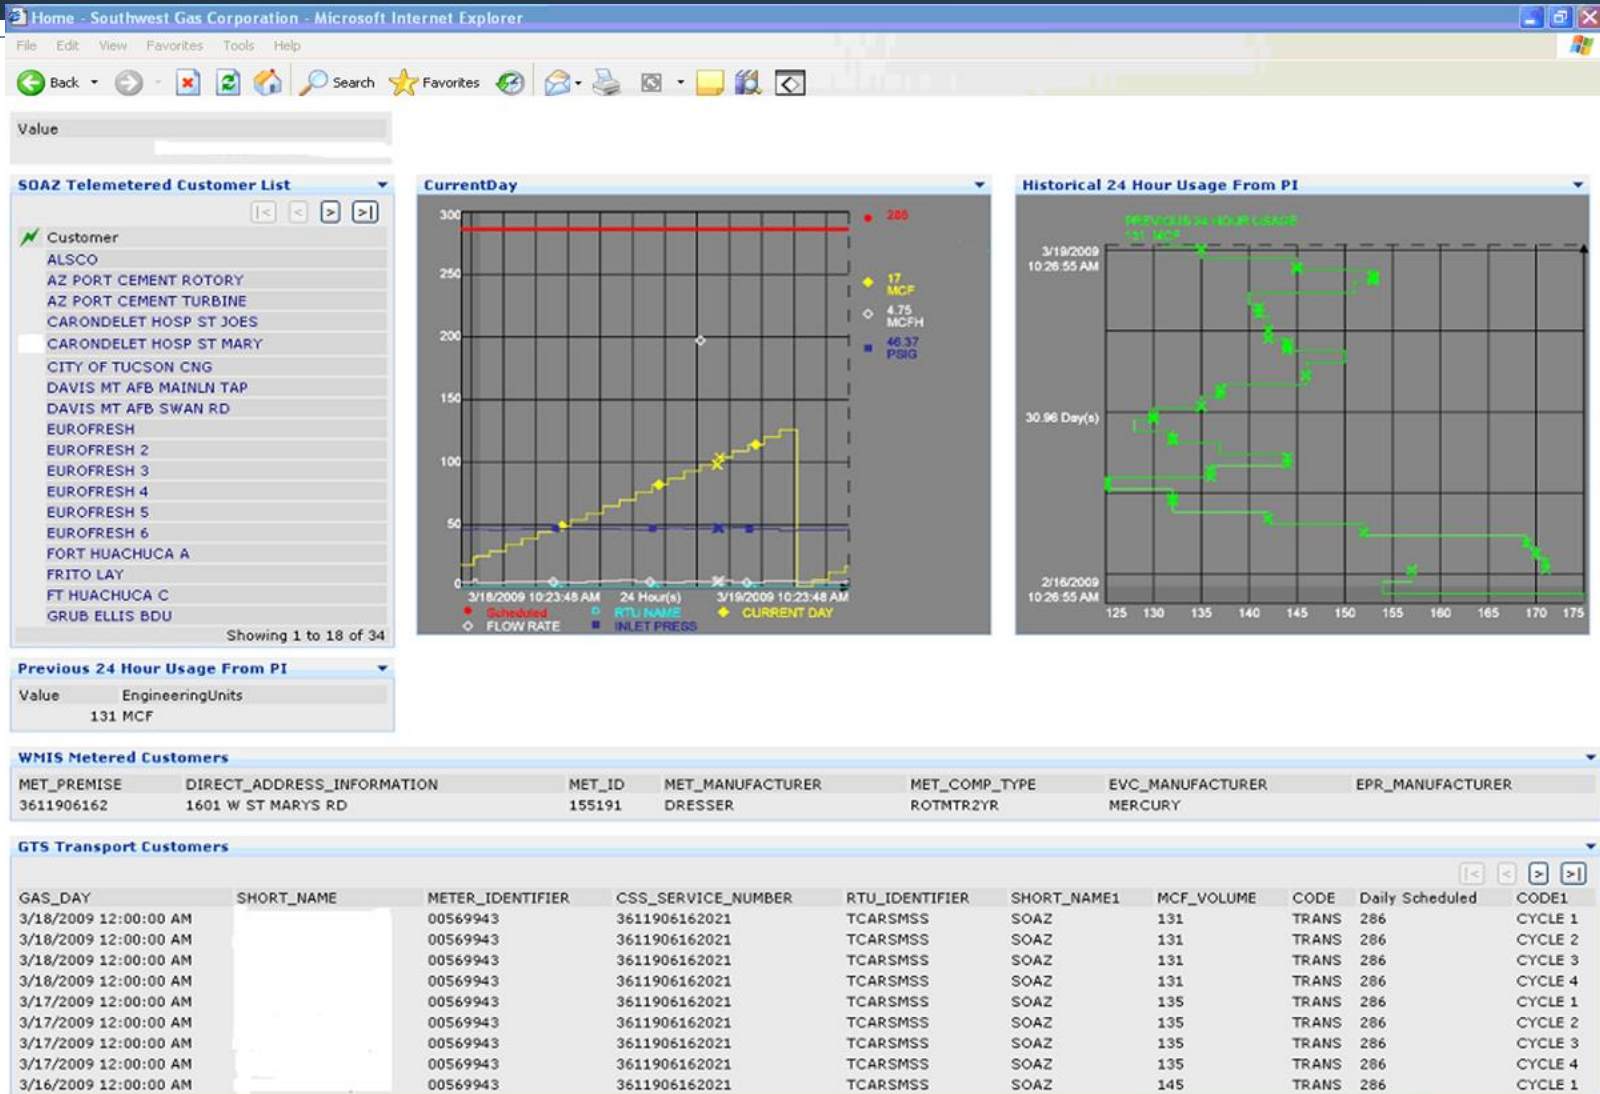 Home - Southwest Gas Corporation - Microsoft Internet Explorer
File Edit View Favorites Tools Help
Back Search Favorites
Value
SOAZ Telemetered Customer List
Customer
ALSCO
AZ PORT CEMENT ROTORY
AZ PORT CEMENT TURBINE
CARONDELET HOSP ST JOES
CARONDELET HOSP ST MARY
CITY OF TUCSON CNG
DAVIS MT AFB MAINLN TAP
DAVIS MT AFB SWAN RD
EUROFRESH
EUROFRESH 2
EUROFRESH 3
EUROFRESH 4
EUROFRESH 5
EUROFRESH 6
FORT HUACHUCA A
FRITO LAY
FT HUACHUCA C
GRUB ELLIS BDU
Showing 1 to 18 of 34
CurrentDay
300
250
200
150
100
50
0
286
17
MCF
4.75
MCFH
46.37
PSIG
3/18/2009 10:23:48 AM 24 Hour(s) 3/19/2009 10:23:48 AM
Scheduled RTU NAME CURRENT DAY
FLOW RATE INLET PRESS
Historical 24 Hour Usage From PI
PREVIOUS 24 HOUR USAGE
131 MCF
3/19/2009
10:26:55 AM
30.96 Day(s)
2/16/2009
10:26:55 AM
125 130 135 140 145 150 155 160 165 170 175
Previous 24 Hour Usage From PI
Value EngineeringUnits
131 MCF
WMIS Metered Customers
MET_PREMISE DIRECT_ADDRESS_INFORMATION MET_ID MET_MANUFACTURER MET_COMP_TYPE EVC_MANUFACTURER EPR_MANUFACTURER
3611906162 1601 W ST MARYS RD 155191 DRESSER ROTMTR2YR MERCURY
GTS Transport Customers
GAS_DAY SHORT_NAME METER_IDENTIFIER CSS_SERVICE_NUMBER RTU_IDENTIFIER SHORT_NAME1 MCF_VOLUME CODE Daily Scheduled CODE1
3/18/2009 12:00:00 AM 00569943 3611906162021 TCARSMSS SOAZ 131 TRANS 286 CYCLE 1
3/18/2009 12:00:00 AM 00569943 3611906162021 TCARSMSS SOAZ 131 TRANS 286 CYCLE 2
3/18/2009 12:00:00 AM 00569943 3611906162021 TCARSMSS SOAZ 131 TRANS 286 CYCLE 3
3/18/2009 12:00:00 AM 00569943 3611906162021 TCARSMSS SOAZ 131 TRANS 286 CYCLE 4
3/17/2009 12:00:00 AM 00569943 3611906162021 TCARSMSS SOAZ 135 TRANS 286 CYCLE 1
3/17/2009 12:00:00 AM 00569943 3611906162021 TCARSMSS SOAZ 135 TRANS 286 CYCLE 2
3/17/2009 12:00:00 AM 00569943 3611906162021 TCARSMSS SOAZ 135 TRANS 286 CYCLE 3
3/17/2009 12:00:00 AM 00569943 3611906162021 TCARSMSS SOAZ 135 TRANS 286 CYCLE 4
3/16/2009 12:00:00 AM 00569943 3611906162021 TCARSMSS SOAZ 145 TRANS 286 CYCLE 1